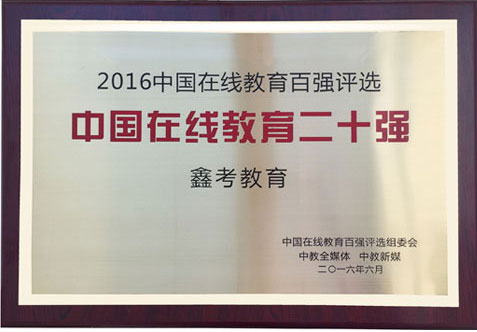 2016中国在线教育百强评选
中国在线教育二十强
鑫考教育
中国在线教育百强评选组委会
中教全媒体 中教新媒
二〇一六年六月